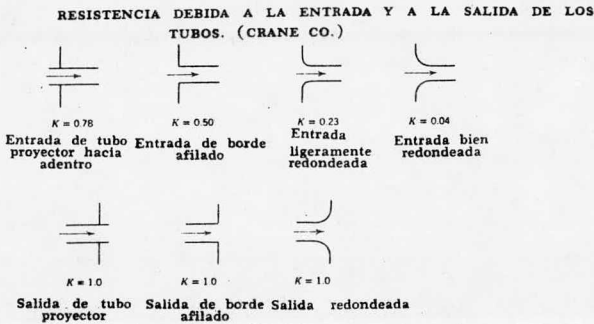 RESISTENCIA DEBIDA A LA ENTRADA Y A LA SALIDA DE LOS
TUBOS. (CRANE CO.)
K = 0.78
K = 0.50
K = 0.23
K = 0.04
Entrada de tubo
proyector hacia
adentro
Entrada de borde
afilado
Entrada
ligeramente
redondeada
Entrada bien
redondeada
K = 1.0
K = 1.0
K = 1.0
Salida de tubo
proyector
Salida de borde
afilado
Salida redondeada